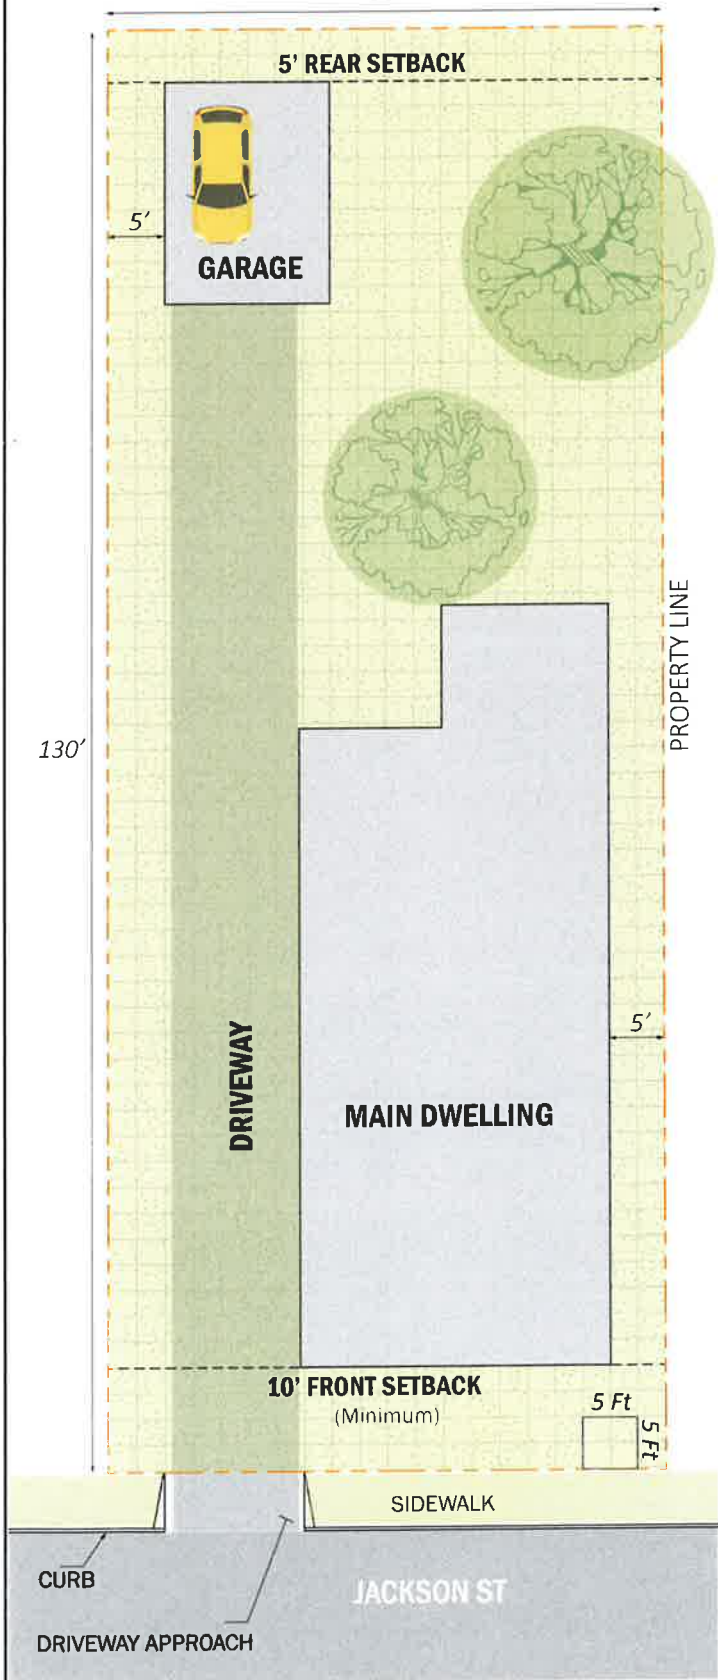 5' REAR SETBACK
5'
GARAGE
PROPERTY LINE
130'
5'
DRIVEWAY
MAIN DWELLING
10' FRONT SETBACK
(Minimum)
5 Ft
5 Ft
SIDEWALK
CURB
JACKSON ST
DRIVEWAY APPROACH